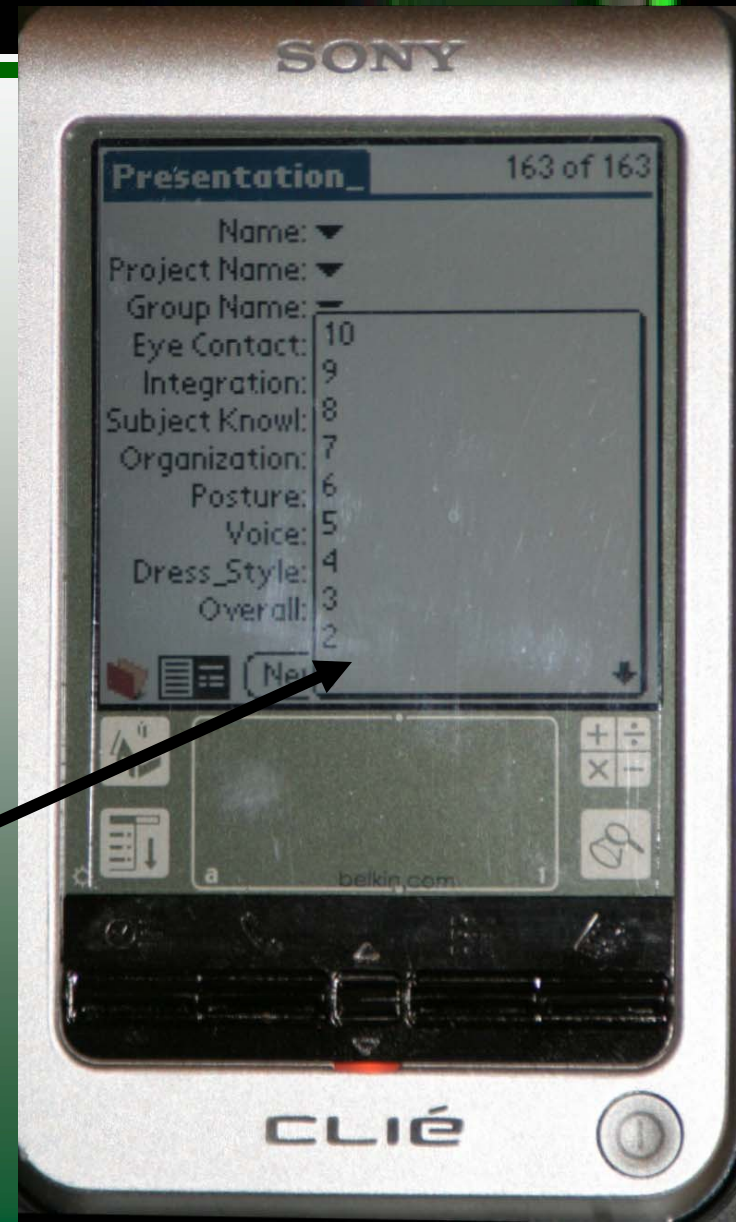 SONY
Presentation_ 163 of 163
Name:
Project Name:
Group Name:
Eye Contact: 10
Integration: 9
Subject Knowl: 8
Organization: 7
Posture: 6
Voice: 5
Dress_Style: 4
Overall: 3
2
a belkin.com 1
CLIÉ